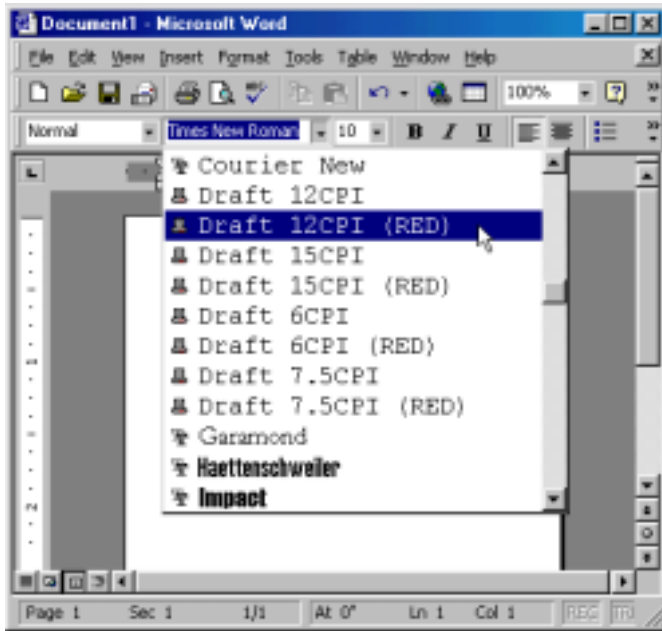 Document1 - Microsoft Word
File Edit View Insert Format Tools Table Window Help
100%
Normal Times New Roman 10 B I U
Courier New
Draft 12CPI
Draft 12CPI (RED)
Draft 15CPI
Draft 15CPI (RED)
Draft 6CPI
Draft 6CPI (RED)
Draft 7.5CPI
Draft 7.5CPI (RED)
Garamond
Haettenschweiler
Impact
Page 1 Sec 1 1/1 At 0" Ln 1 Col 1 REC